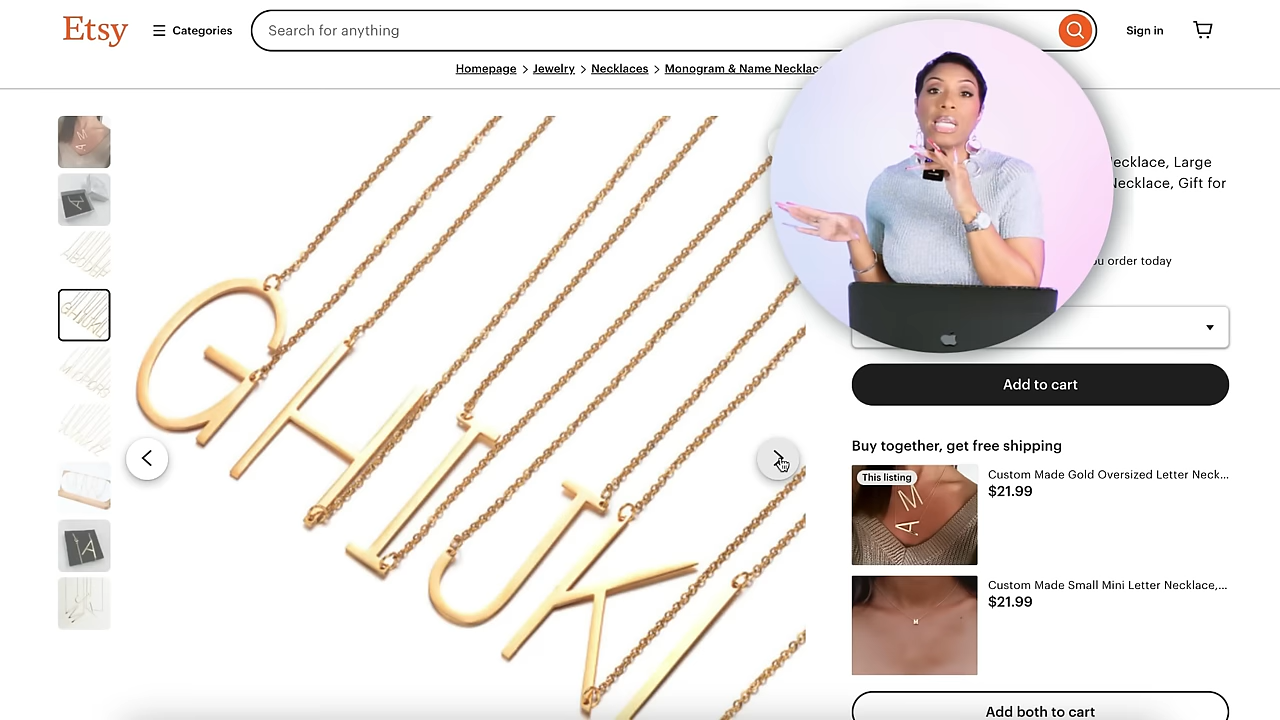 Etsy
Categories
Search for anything
Sign in
Homepage > Jewelry > Necklaces > Monogram & Name Necklac
ecklace, Large
Necklace, Gift for
order today
Add to cart
Buy together, get free shipping
This listing
Custom Made Gold Oversized Letter Neck...
$21.99
Custom Made Small Mini Letter Necklace,...
$21.99
Add both to cart
G H I J K
A M
A
A
M